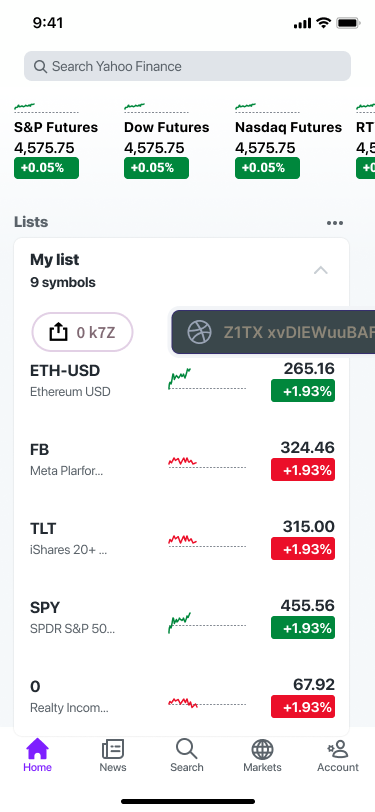 9:41
Search Yahoo Finance
S&P Futures
4,575.75
+0.05%
Dow Futures
4,575.75
+0.05%
Nasdaq Futures
4,575.75
+0.05%
RT
4,5
+0.
Lists
My list
9 symbols
0 k7Z
Z1TX xvDIEWuuBAF
ETH-USD
265.16
Ethereum USD
+1.93%
FB
324.46
Meta Plarfor...
+1.93%
TLT
315.00
iShares 20+ ...
+1.93%
SPY
455.56
SPDR S&P 50...
+1.93%
0
67.92
Realty Incom...
+1.93%
Home
News
Search
Markets
Account